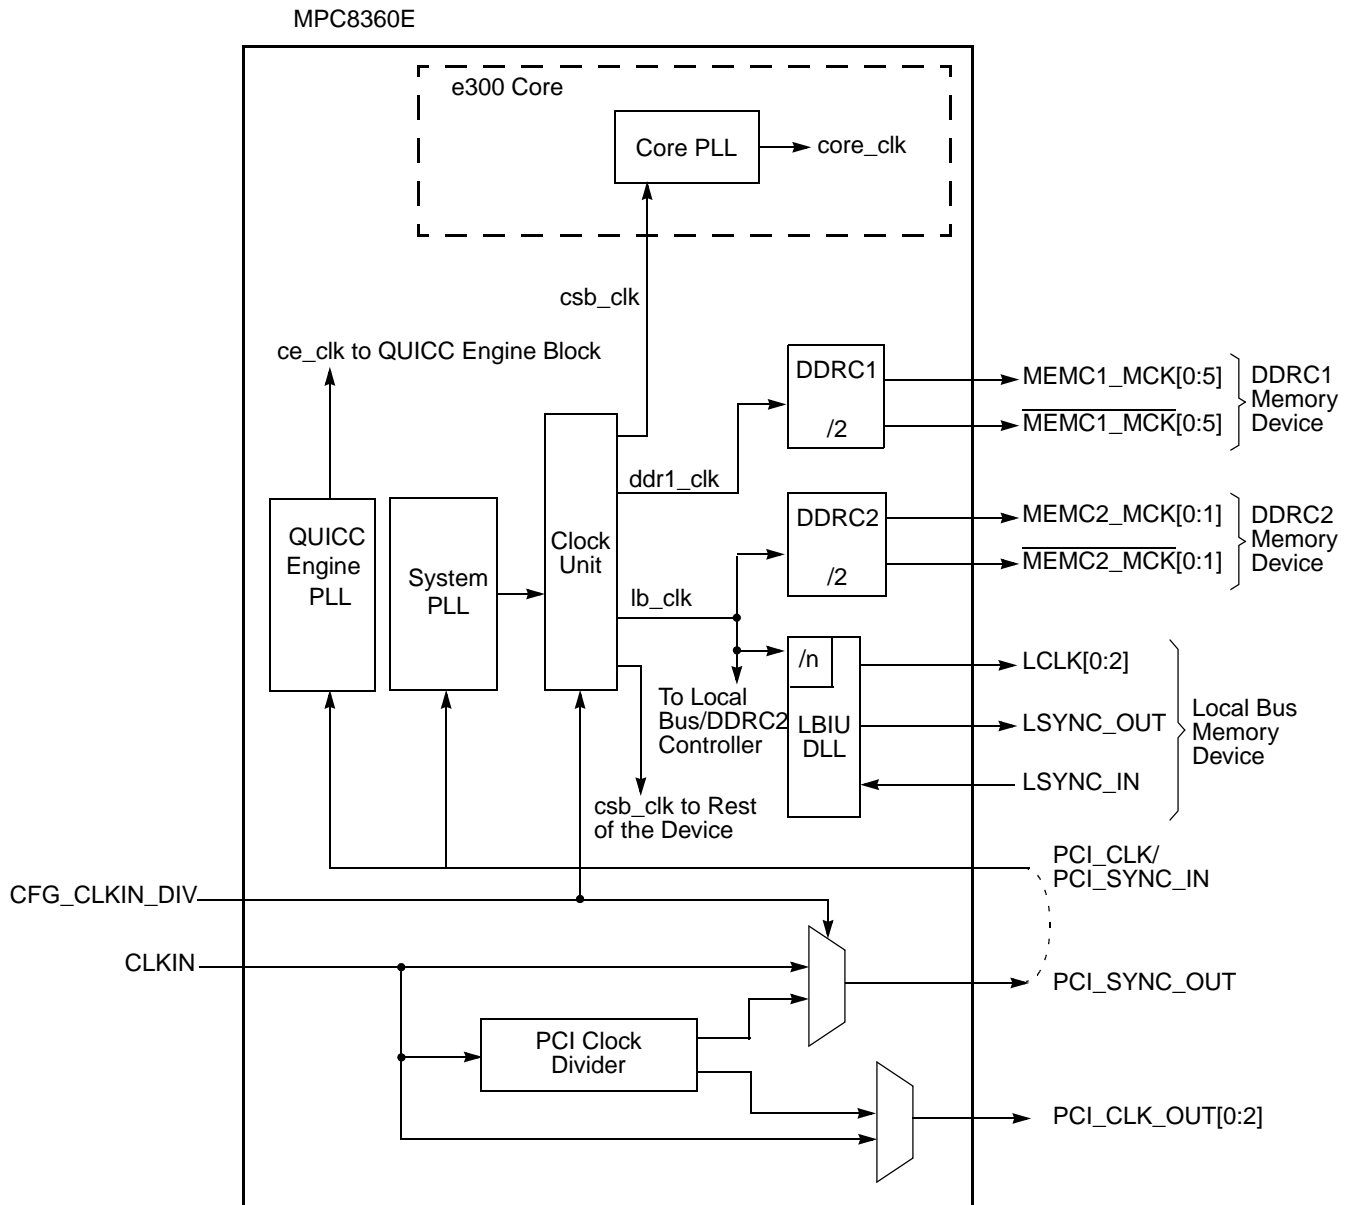 MPC8360E
e300 Core
Core PLL
core_clk
csb_clk
ce_clk to QUICC Engine Block
DDRC1
/2
MEMC1_MCK[0:5]
MEMC1_MCK[0:5]
DDRC1
Memory
Device
ddr1_clk
QUICC
Engine
PLL
System
PLL
Clock
Unit
DDRC2
/2
MEMC2_MCK[0:1]
MEMC2_MCK[0:1]
DDRC2
Memory
Device
lb_clk
/n
LBIU
DLL
To Local
Bus/DDRC2
Controller
LCLK[0:2]
LSYNC_OUT
LSYNC_IN
Local Bus
Memory
Device
csb_clk to Rest
of the Device
PCI_CLK/
PCI_SYNC_IN
CFG_CLKIN_DIV
CLKIN
PCI_SYNC_OUT
PCI Clock
Divider
PCI_CLK_OUT[0:2]